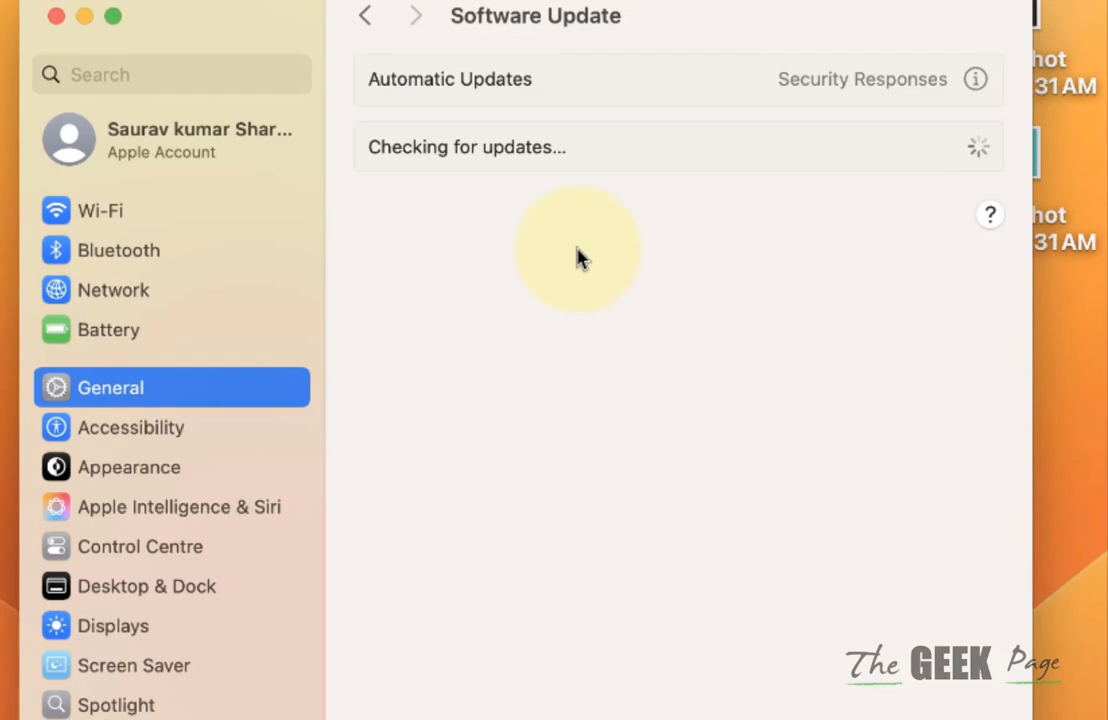 Software Update
Search
Automatic Updates
Security Responses
Saurav kumar Shar...
Apple Account
Checking for updates...
?
Wi-Fi
Bluetooth
Network
Battery
General
Accessibility
Appearance
Apple Intelligence & Siri
Control Centre
Desktop & Dock
Displays
Screen Saver
Spotlight
hot
31AM
hot
31AM
The GEEK Page